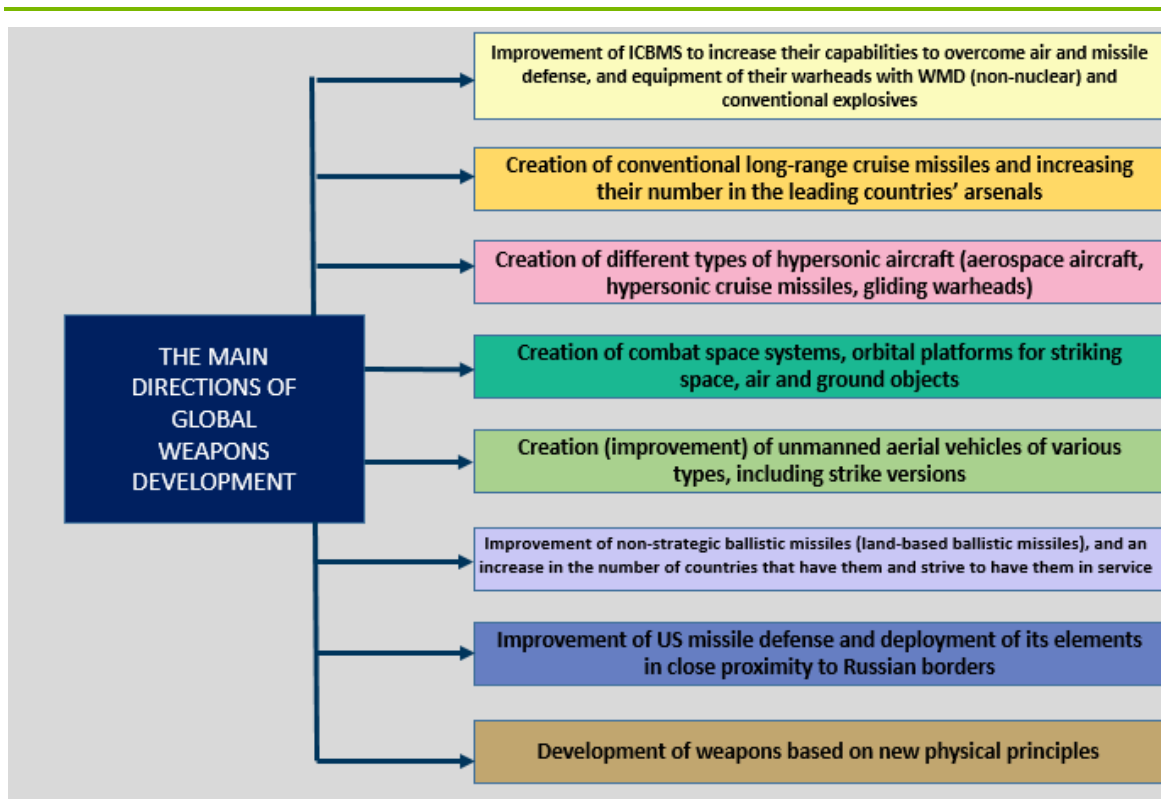 THE MAIN
DIRECTIONS OF
GLOBAL
WEAPONS
DEVELOPMENT
Improvement of ICBMS to increase their capabilities to overcome air and missile
defense, and equipment of their warheads with WMD (non-nuclear) and
conventional explosives
Creation of conventional long-range cruise missiles and increasing
their number in the leading countries’ arsenals
Creation of different types of hypersonic aircraft (aerospace aircraft,
hypersonic cruise missiles, gliding warheads)
Creation of combat space systems, orbital platforms for striking
space, air and ground objects
Creation (improvement) of unmanned aerial vehicles of various
types, including strike versions
Improvement of non-strategic ballistic missiles (land-based ballistic missiles), and an
increase in the number of countries that have them and strive to have them in service
Improvement of US missile defense and deployment of its elements
in close proximity to Russian borders
Development of weapons based on new physical principles